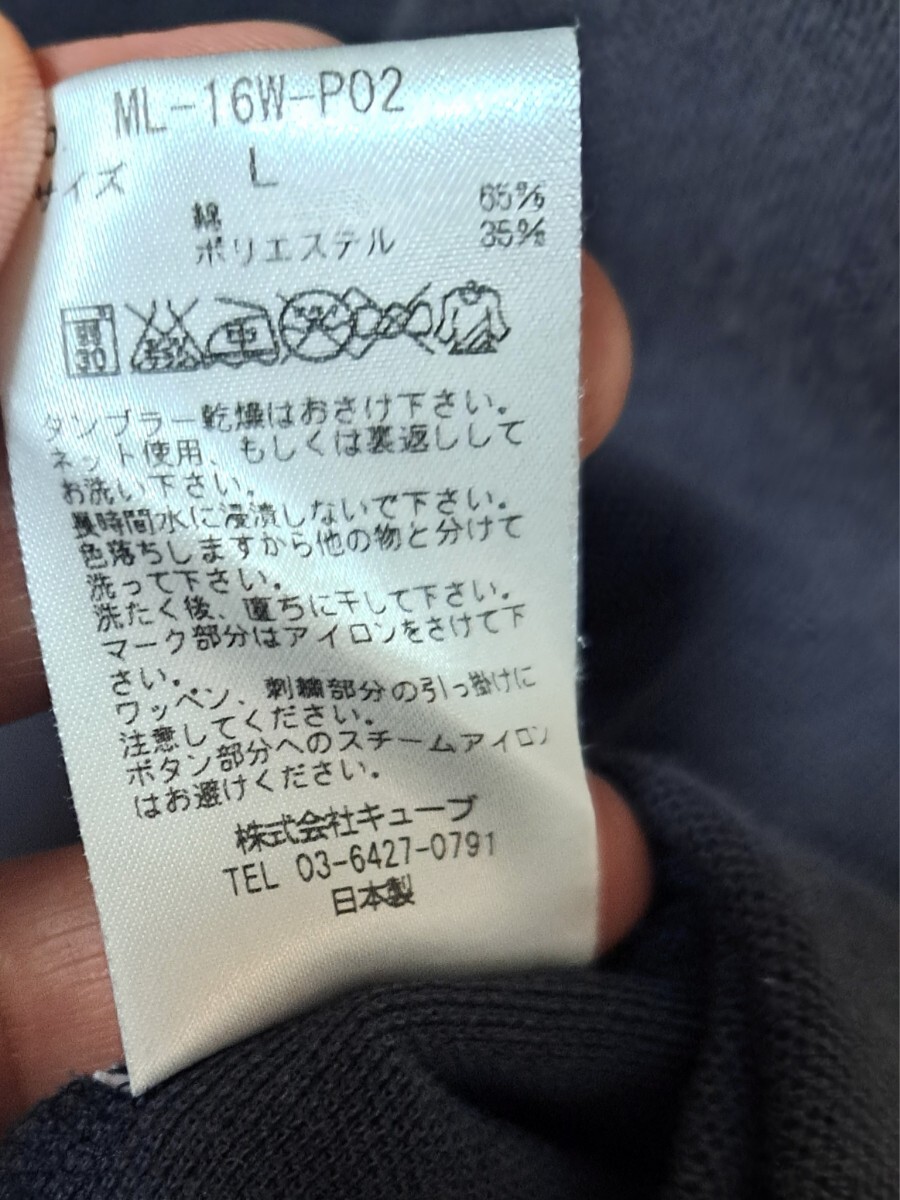 ML-16W-P02
サイズ L
綿 65%
ポリエステル 35%
弱
30
中
タンブラー乾燥はおさけ下さい。
ネット使用、もしくは裏返しして
お洗い下さい。
長時間水に浸漬しないで下さい。
色落ちしますから他の物と分けて
洗って下さい。
洗たく後、直ちに干して下さい。
マーク部分はアイロンをさけて下
さい。
ワッペン、刺繍部分の引っ掛けに
注意してください。
ボタン部分へのスチームアイロン
はお避けください。
株式会社キューブ
TEL 03-6427-0791
日本製